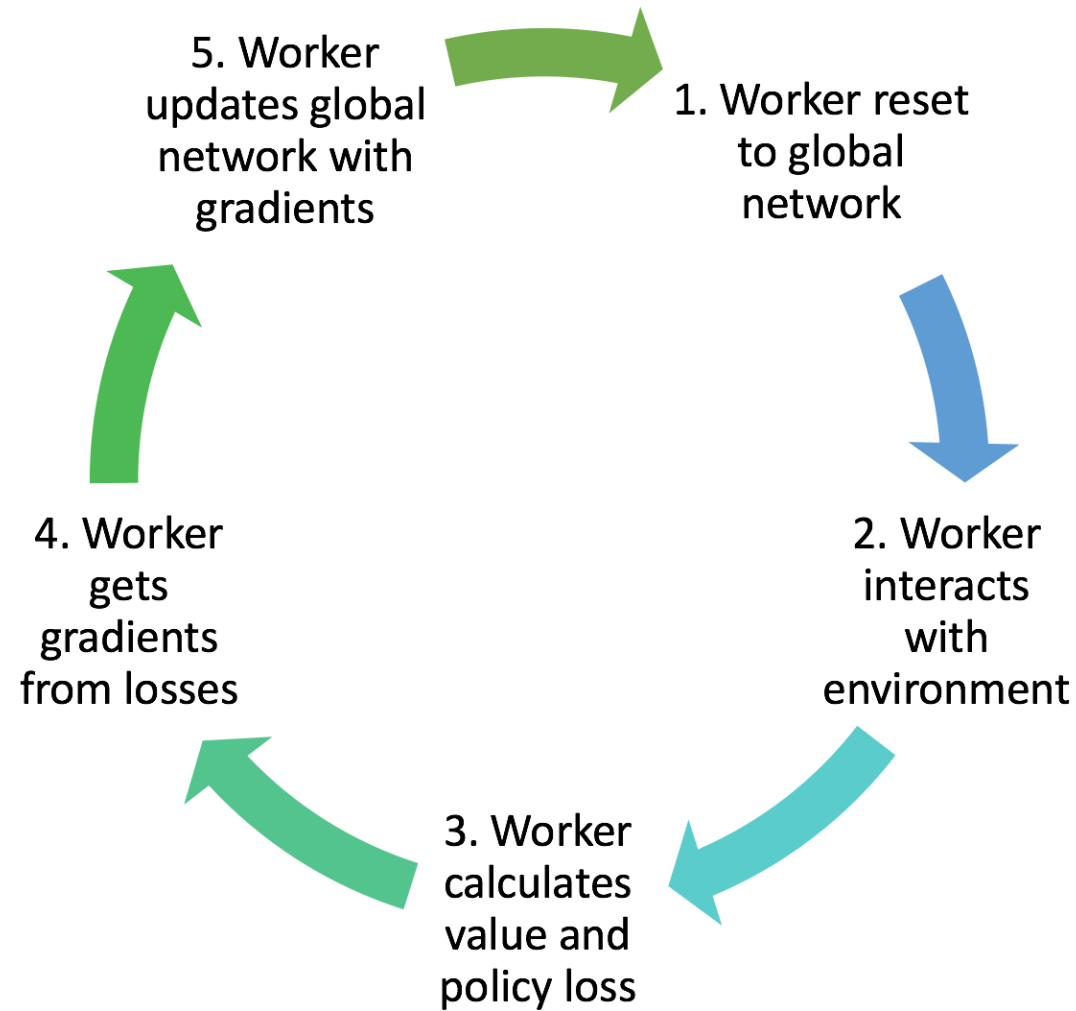 1. Worker reset
to global
network
2. Worker
interacts
with
environment
3. Worker
calculates
value and
policy loss
4. Worker
gets
gradients
from losses
5. Worker
updates global
network with
gradients